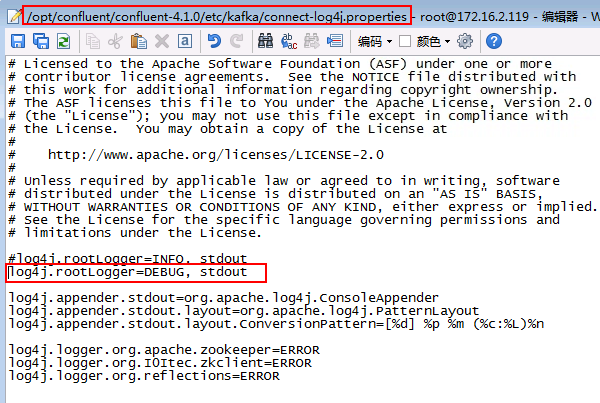 /opt/confluent/confluent-4.1.0/etc/kafka/connect-log4j.properties - root@172.16.2.119 - 编辑器 - W
编码 颜色
# Licensed to the Apache Software Foundation (ASF) under one or more
# contributor license agreements.  See the NOTICE file distributed with
# this work for additional information regarding copyright ownership.
# The ASF licenses this file to You under the Apache License, Version 2.0
# (the "License"); you may not use this file except in compliance with
# the License.  You may obtain a copy of the License at
#
#    http://www.apache.org/licenses/LICENSE-2.0
#
# Unless required by applicable law or agreed to in writing, software
# distributed under the License is distributed on an "AS IS" BASIS,
# WITHOUT WARRANTIES OR CONDITIONS OF ANY KIND, either express or implied.
# See the License for the specific language governing permissions and
# limitations under the License.
#log4j.rootLogger=INFO, stdout
log4j.rootLogger=DEBUG, stdout
log4j.appender.stdout=org.apache.log4j.ConsoleAppender
log4j.appender.stdout.layout=org.apache.log4j.PatternLayout
log4j.appender.stdout.layout.ConversionPattern=[%d] %p %m (%c:%L)%n
log4j.logger.org.apache.zookeeper=ERROR
log4j.logger.org.I0Itec.zkclient=ERROR
log4j.logger.org.reflections=ERROR